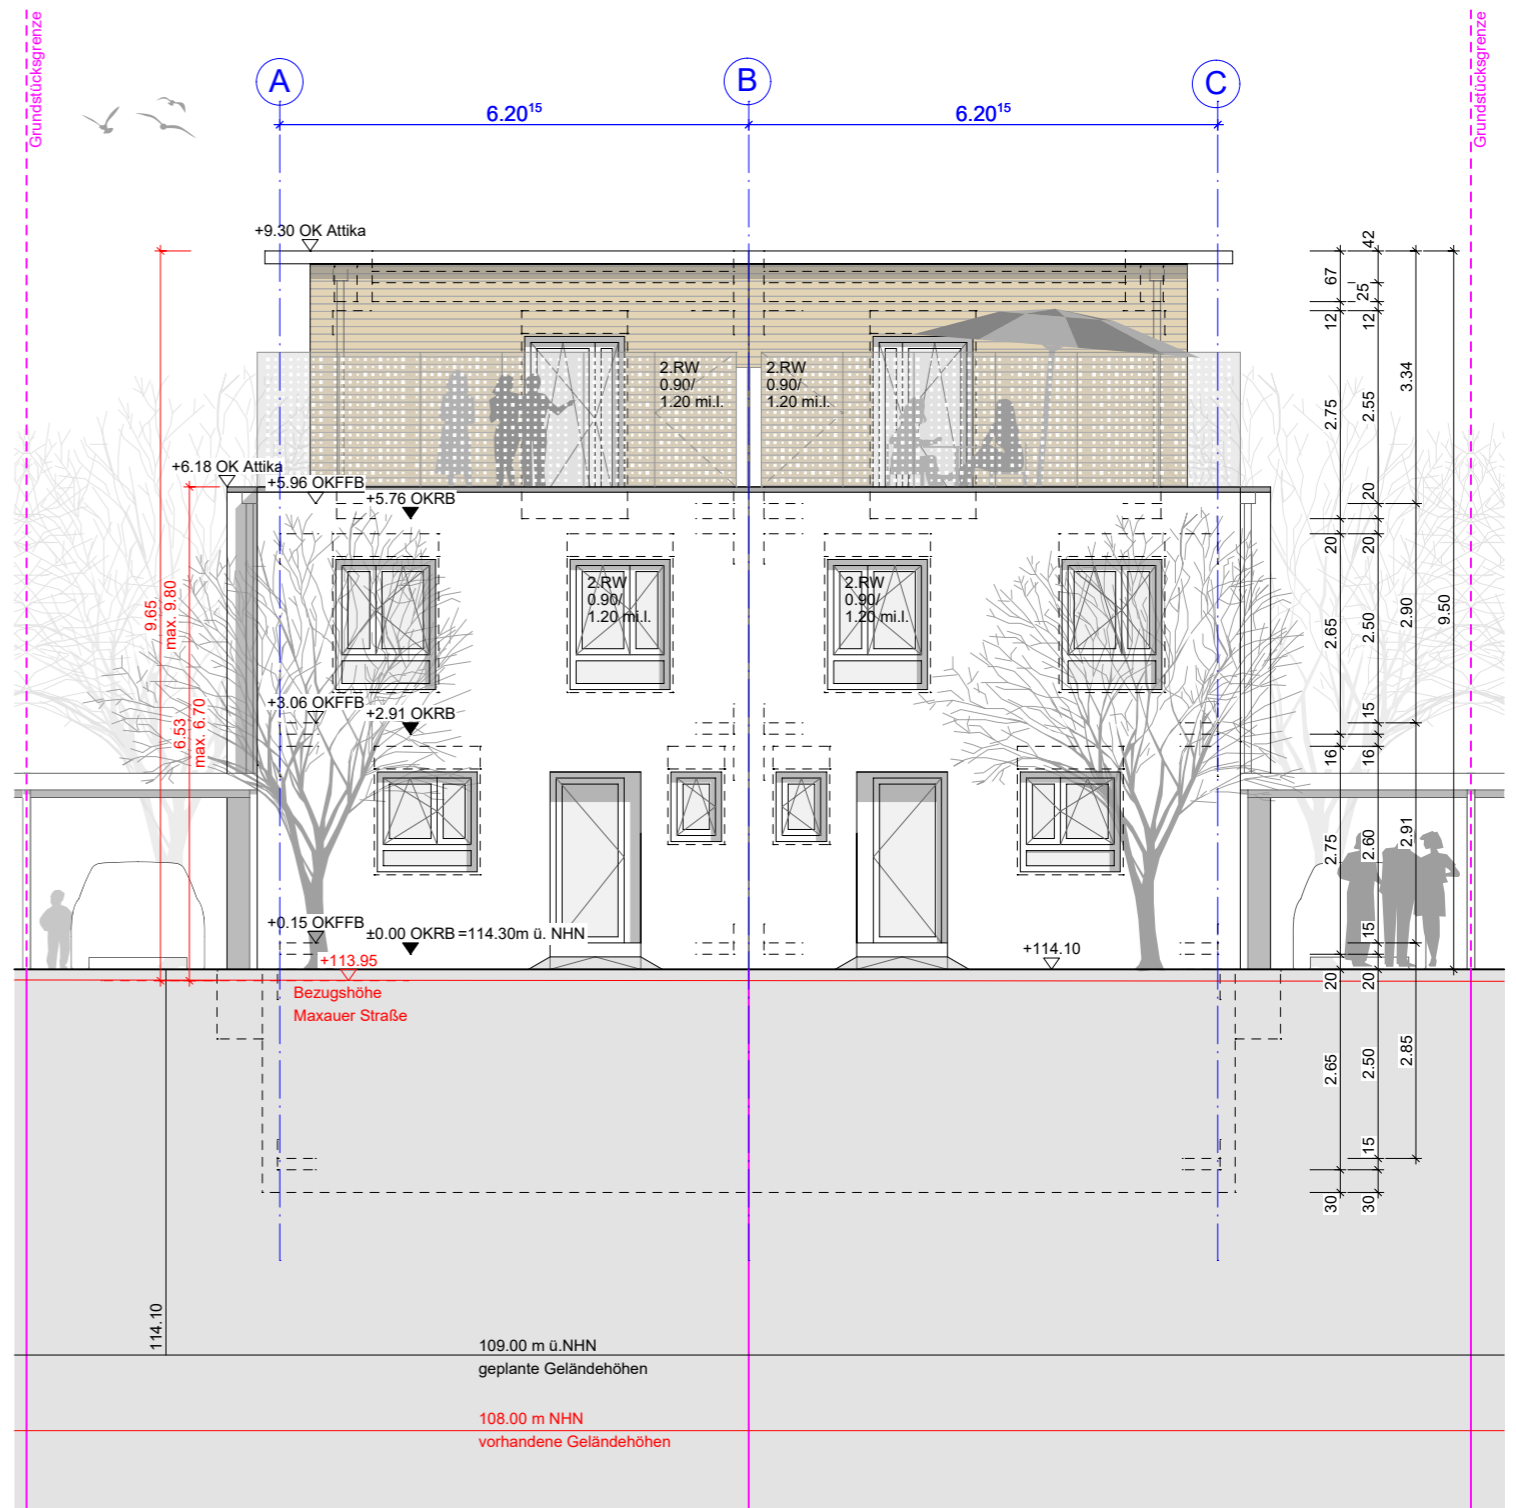 Grundstücksgrenze
Grundstücksgrenze
A
B
C
6.20¹⁵
6.20¹⁵
+9.30 OK Attika
42
67
25
12
12
2.RW
0.90/
1.20 mi.l.
2.RW
0.90/
1.20 mi.l.
3.34
2.75
2.55
+6.18 OK Attika
+5.96 OKFFB
+5.76 OKRB
20
20
20
2.RW
0.90/
1.20 mi.l.
2.RW
0.90/
1.20 mi.l.
9.65
max. 9.80
2.65
2.50
2.90
9.50
+3.06 OKFFB
+2.91 OKRB
6.53
max. 6.70
15
16
16
2.75
2.60
2.91
+0.15 OKFFB
±0.00 OKRB =114.30m ü. NHN
+114.10
15
+113.95
Bezugshöhe
Maxauer Straße
20
20
2.65
2.50
2.85
15
30
30
114.10
109.00 m ü.NHN
geplante Geländehöhen
108.00 m NHN
vorhandene Geländehöhen